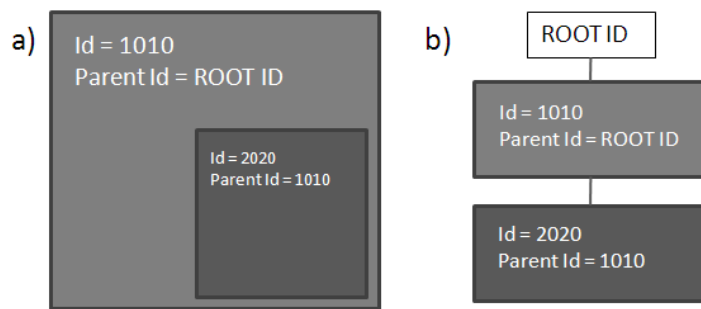 a)
Id = 1010
Parent Id = ROOT ID
Id = 2020
Parent Id = 1010
b)
ROOT ID
Id = 1010
Parent Id = ROOT ID
Id = 2020
Parent Id = 1010